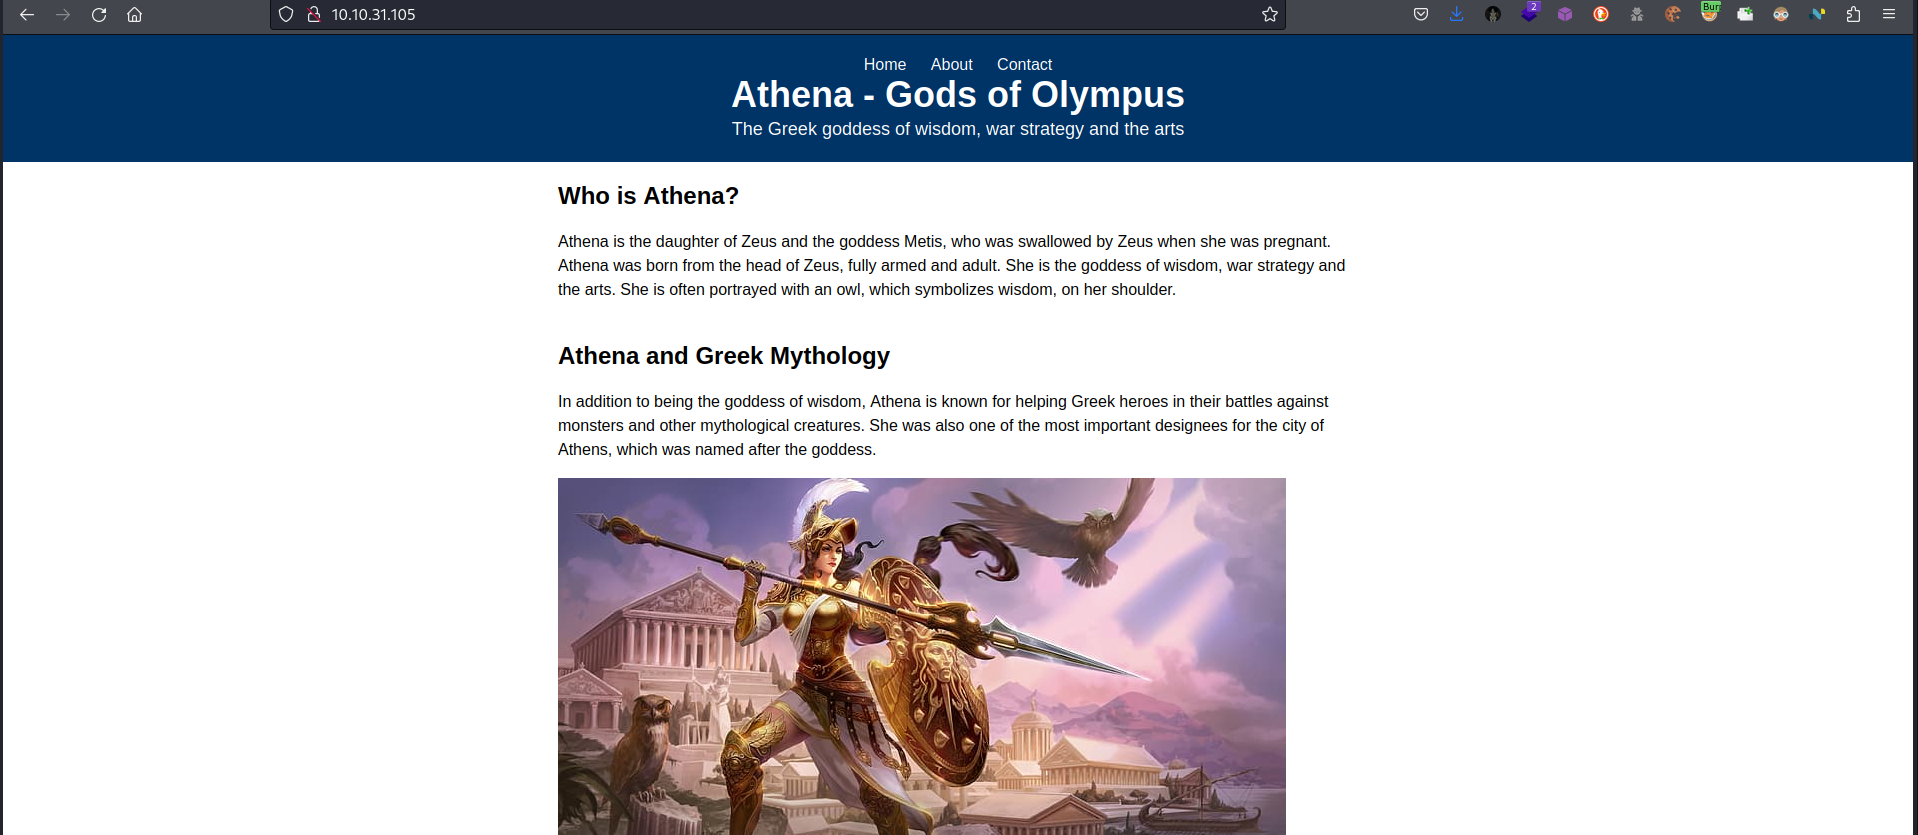 10.10.31.105
2
Bur
Home About Contact
Athena - Gods of Olympus
The Greek goddess of wisdom, war strategy and the arts
Who is Athena?
Athena is the daughter of Zeus and the goddess Metis, who was swallowed by Zeus when she was pregnant.
Athena was born from the head of Zeus, fully armed and adult. She is the goddess of wisdom, war strategy and
the arts. She is often portrayed with an owl, which symbolizes wisdom, on her shoulder.
Athena and Greek Mythology
In addition to being the goddess of wisdom, Athena is known for helping Greek heroes in their battles against
monsters and other mythological creatures. She was also one of the most important designees for the city of
Athens, which was named after the goddess.